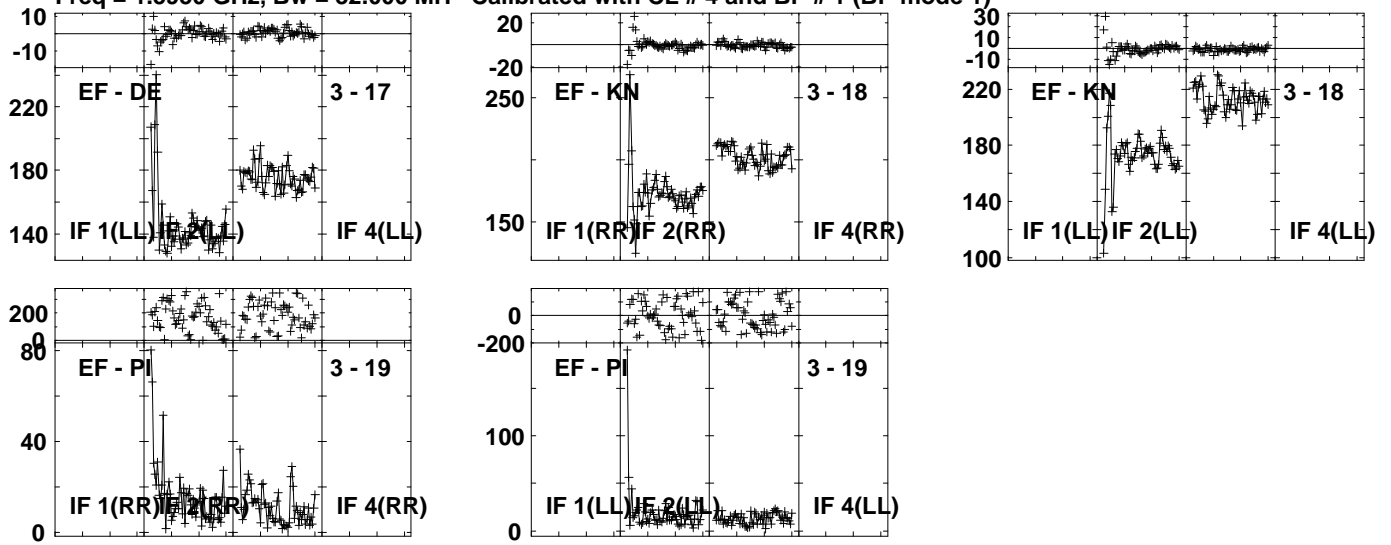 Freq = GHz, Bw = MH Calibrated with CL # 4 and BP # 1 (BP mode 1)
10
-10
20
-20
30
10
-10
EF - DE 3 - 17
220
180
140
IF 1(LL) IF 2(LL) IF 4(LL)
EF - KN 3 - 18
250
150
IF 1(RR) IF 2(RR) IF 4(RR)
EF - KN 3 - 18
220
180
140
100
IF 1(LL) IF 2(LL) IF 4(LL)
200
0
EF - PI 3 - 19
80
40
0
IF 1(RR) IF 2(RR) IF 4(RR)
0
-200
EF - PI 3 - 19
100
0
IF 1(LL) IF 2(LL) IF 4(LL)